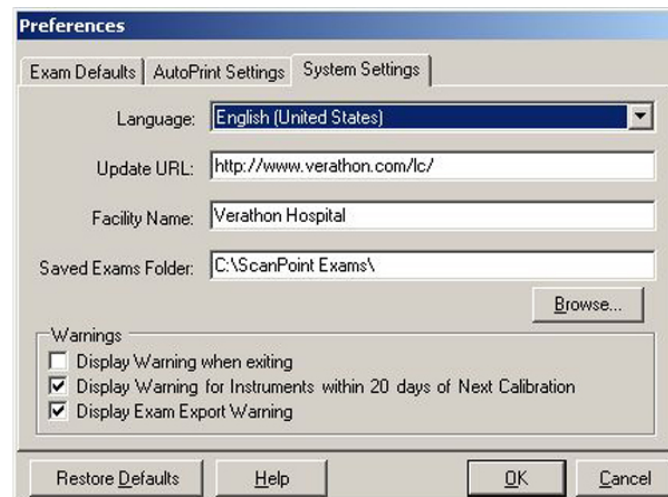 Preferences
Exam Defaults AutoPrint Settings System Settings
Language: English (United States)
Update URL: http://www.verathon.com/lc/
Facility Name: Verathon Hospital
Saved Exams Folder: C:\ScanPoint Exams\
Browse...
Warnings
Display Warning when exiting
Display Warning for Instruments within 20 days of Next Calibration
Display Exam Export Warning
Restore Defaults Help OK Cancel